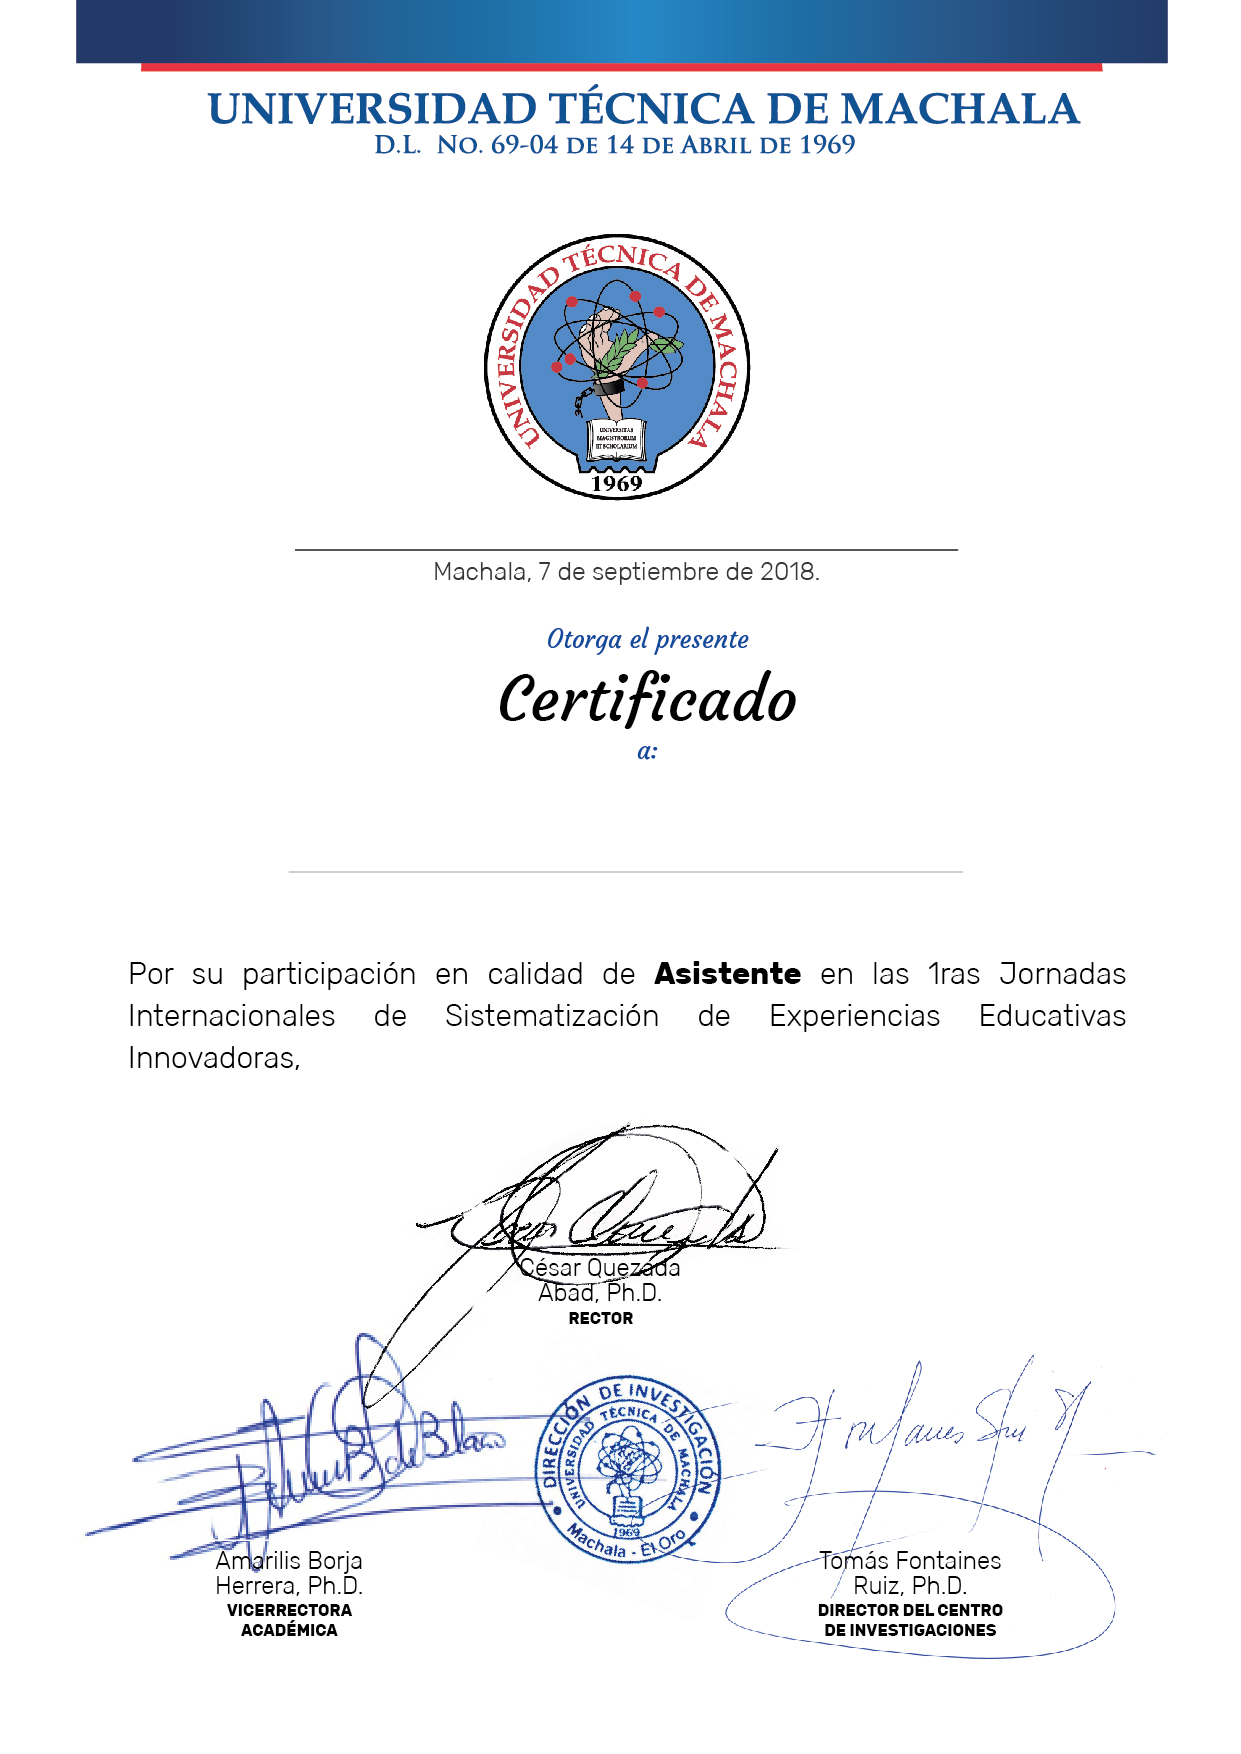 UNIVERSIDAD TÉCNICA DE MACHALA
D.L. No. 69-04 DE 14 DE ABRIL DE 1969
UNIVERSIDAD TÉCNICA DE MACHALA
UNIVERSITAS
MAGISTRORUM
ET SCHOLARIUM
1969
Machala, 7 de septiembre de 2018.
Otorga el presente
Certificado
a:
Por su participación en calidad de Asistente en las 1ras Jornadas
Internacionales de Sistematización de Experiencias Educativas
Innovadoras,
César Quezada
Abad, Ph.D.
RECTOR
DIRECCIÓN DE INVESTIGACIÓN
UNIVERSIDAD TÉCNICA DE MACHALA
1969
Machala - El Oro
Amarilis Borja
Herrera, Ph.D.
VICERRECTORA
ACADÉMICA
Tomás Fontaines
Ruiz, Ph.D.
DIRECTOR DEL CENTRO
DE INVESTIGACIONES